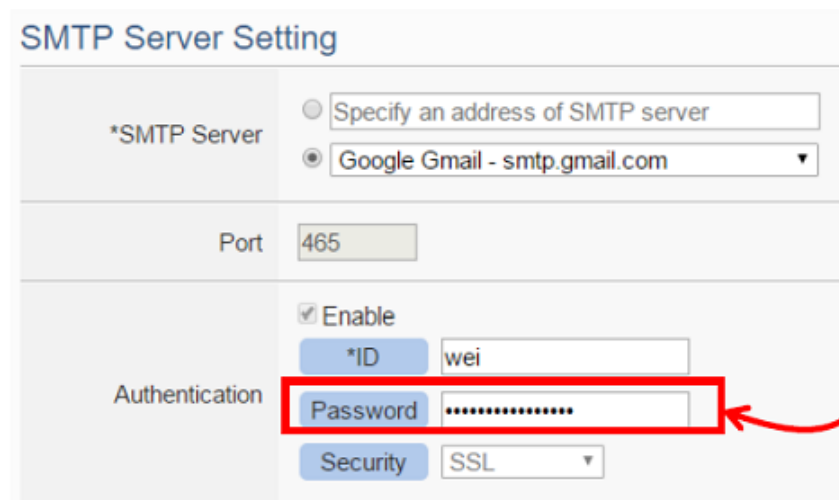 SMTP Server Setting
*SMTP Server
Specify an address of SMTP server
Google Gmail - smtp.gmail.com
Port
465
Authentication
Enable
*ID
wei
Password
••••••••••••••••
Security
SSL